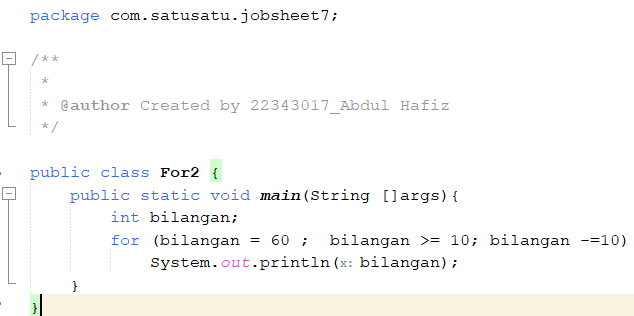 package com.satusatu.jobsheet7;
/**
*
* @author Created by 22343017_Abdul Hafiz
*/
public class For2 {
public static void main(String []args){
int bilangan;
for (bilangan = 60 ; bilangan >= 10; bilangan -=10)
System.out.println(x: bilangan);
}
}